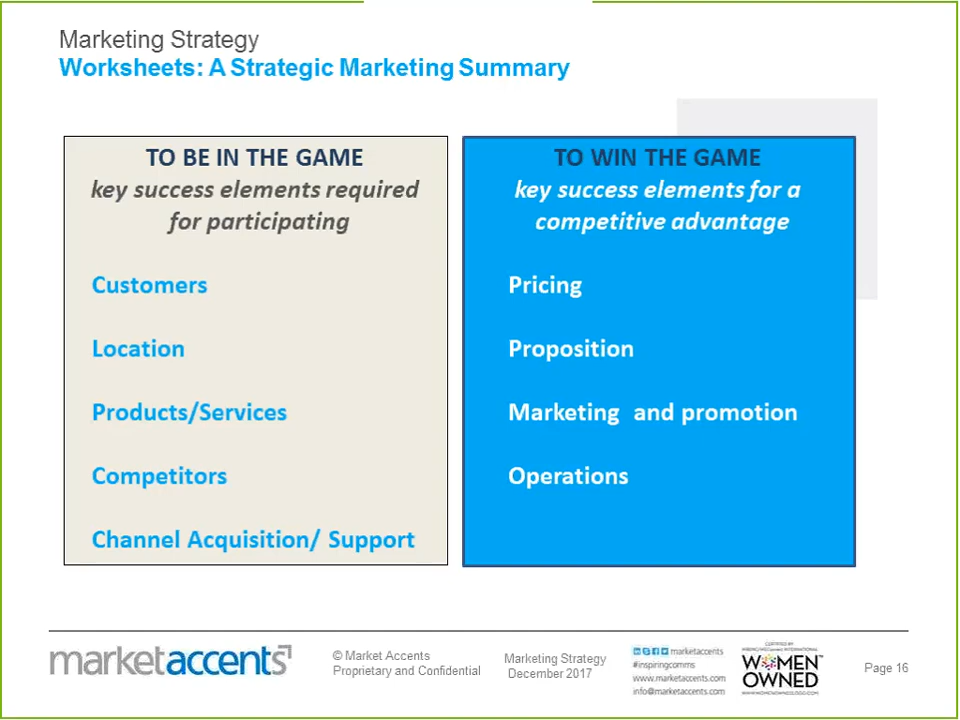 Marketing Strategy
Worksheets: A Strategic Marketing Summary
TO BE IN THE GAME
key success elements required
for participating
Customers
Location
Products/Services
Competitors
Channel Acquisition/ Support
TO WIN THE GAME
key success elements for a
competitive advantage
Pricing
Proposition
Marketing and promotion
Operations
marketaccents
© Market Accents
Proprietary and Confidential
Marketing Strategy
December 2017
marketaccents
#inspiringcomms
www.marketaccents.com
info@marketaccents.com
CERTIFIED BY
WOMEN
OWNED
Page 16